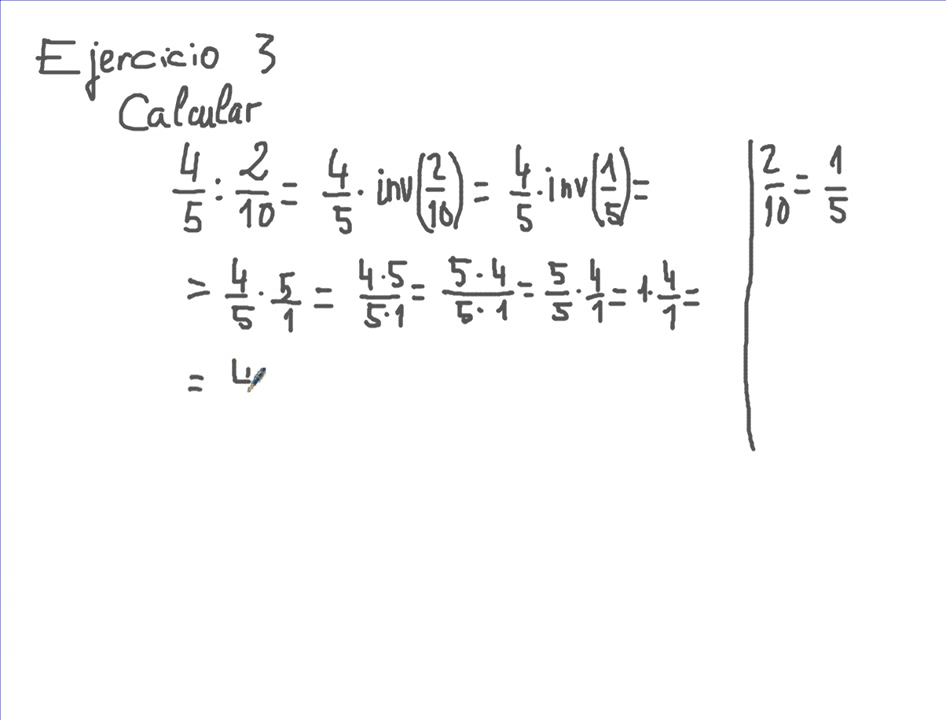 Ejercicio 3
Calcular
4/5 : 2/10 = 4/5 · inv(2/10) = 4/5 · inv(1/5) =
= 4/5 · 5/1 = 4·5/5·1 = 5·4/5·1 = 5/5 · 4/1 = 1 · 4/1 =
= 4
2/10 = 1/5